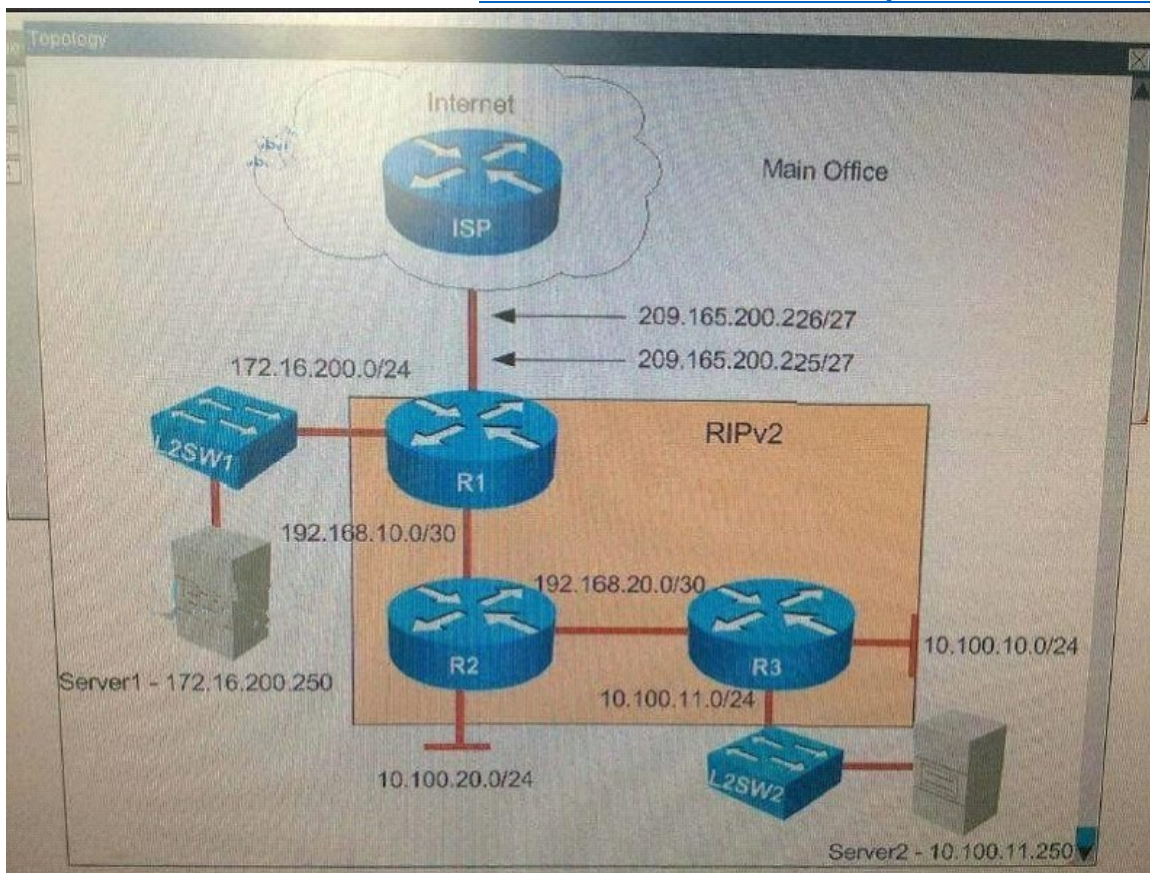 Topology
Internet
Main Office
ISP
209.165.200.226/27
172.16.200.0/24
209.165.200.225/27
RIPv2
L2SW1
R1
192.168.10.0/30
192.168.20.0/30
R2
R3
10.100.10.0/24
Server1 - 172.16.200.250
10.100.11.0/24
10.100.20.0/24
L2SW2
Server2 - 10.100.11.250